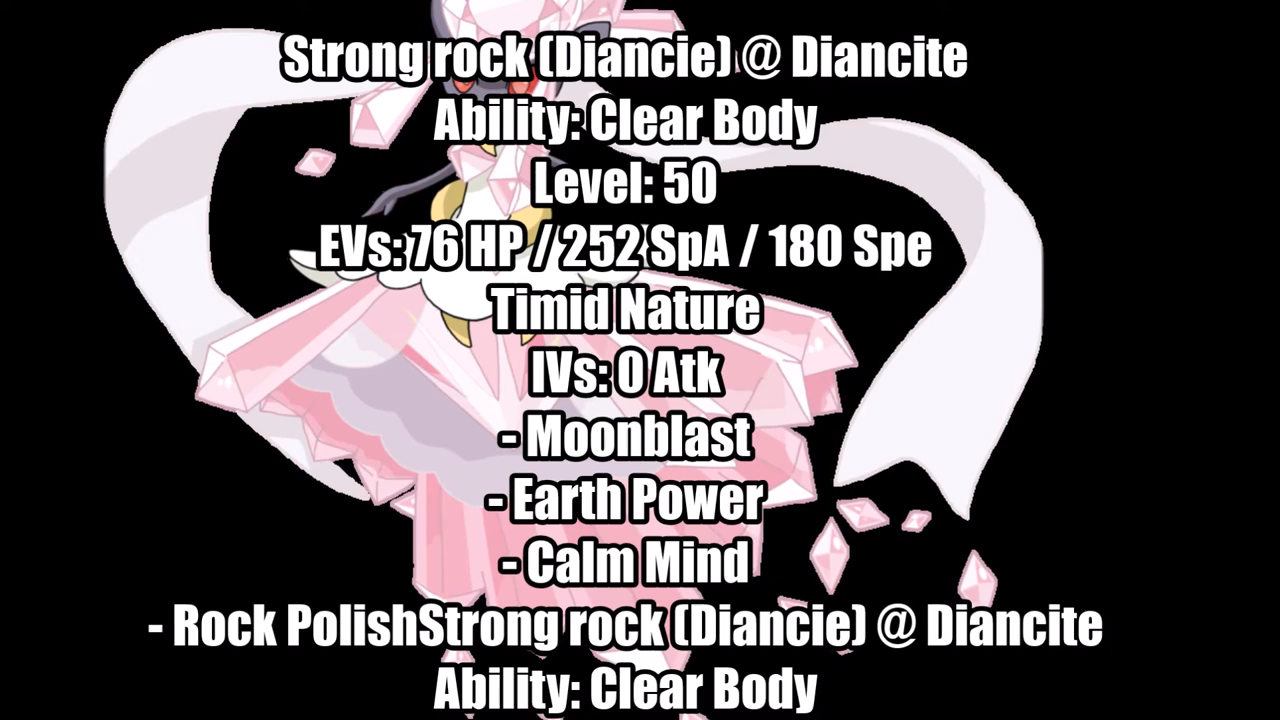 Strong rock (Diancie) @ Diancite
Ability: Clear Body
Level: 50
EVs: 76 HP / 252 SpA / 180 Spe
Timid Nature
IVs: 0 Atk
- Moonblast
- Earth Power
- Calm Mind
- Rock PolishStrong rock (Diancie) @ Diancite
Ability: Clear Body